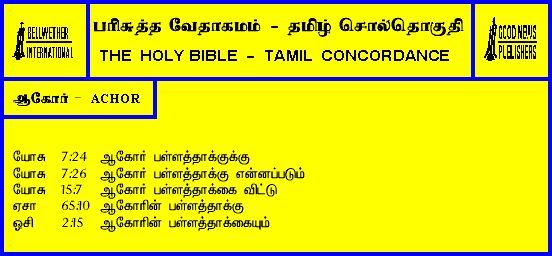 BELLWETHER
INTERNATIONAL
பரிசுத்த வேதாகமம் - தமிழ் சொல்தொகுதி
THE HOLY BIBLE - TAMIL CONCORDANCE
GOOD NEWS
PUBLISHERS
ஆகோர் - ACHOR
யோசு 7:24 ஆகோர் பள்ளத்தாக்குக்கு
யோசு 7:26 ஆகோர் பள்ளத்தாக்கு என்னப்படும்
யோசு 15:7 ஆகோர் பள்ளத்தாக்கை விட்டு
ஏசா 65:10 ஆகோரின் பள்ளத்தாக்கு
ஓசி 2:15 ஆகோரின் பள்ளத்தாக்கையும்